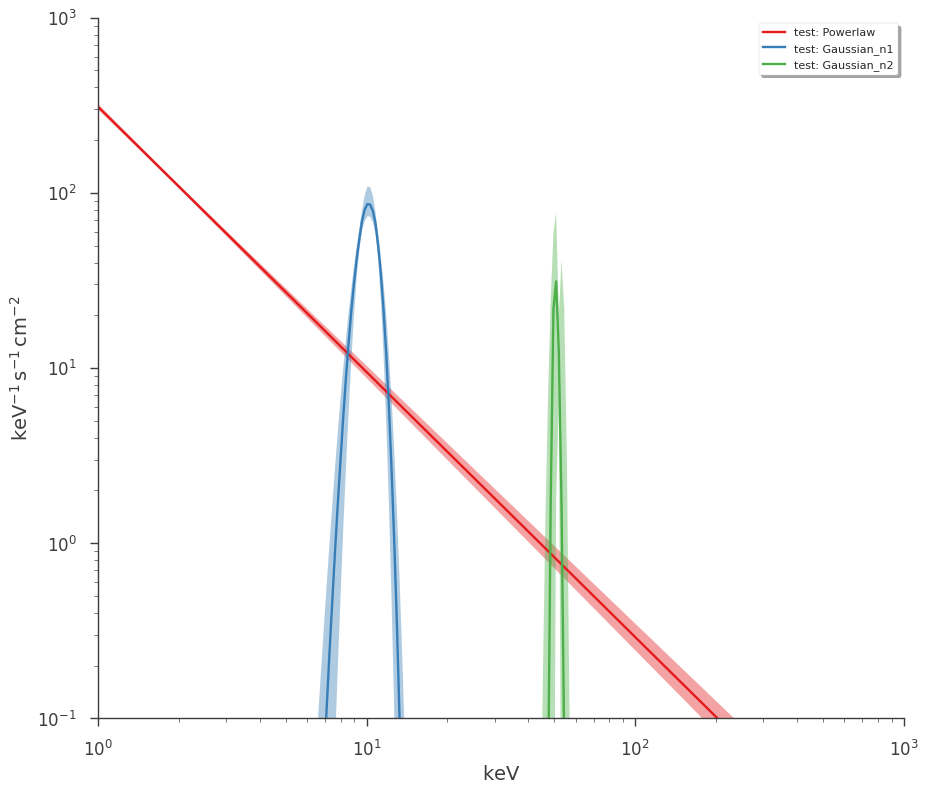 10³
10²
10¹
10⁰
10⁻¹
keV⁻¹ s⁻¹ cm⁻²
test: Powerlaw
test: Gaussian_n1
test: Gaussian_n2
10⁰ 10¹ 10² 10³
keV